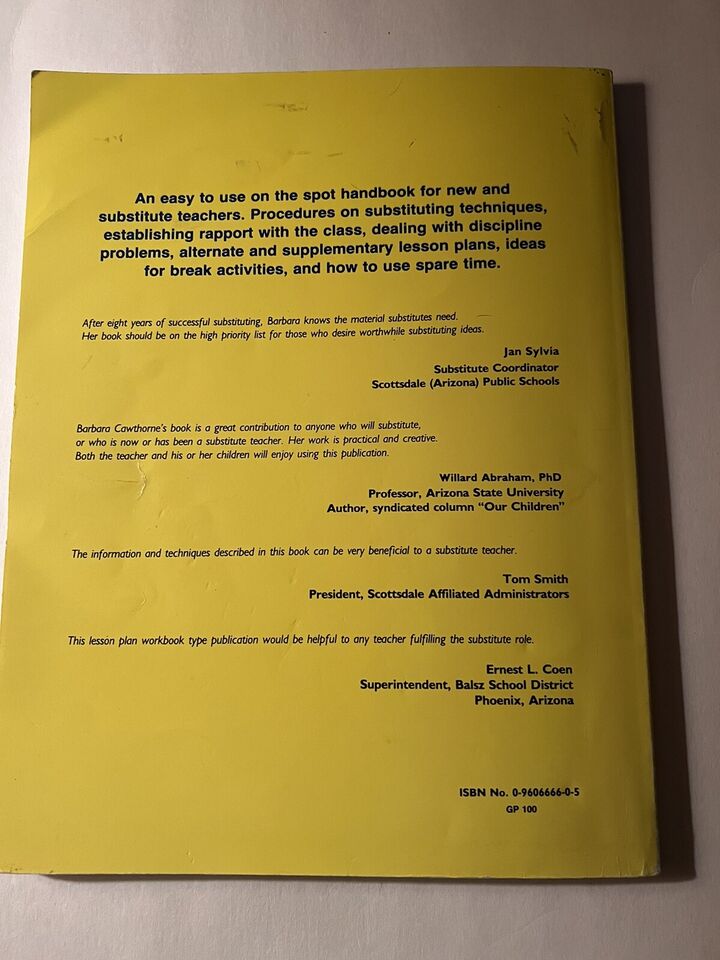 An easy to use on the spot handbook for new and
substitute teachers. Procedures on substituting techniques,
establishing rapport with the class, dealing with discipline
problems, alternate and supplementary lesson plans, ideas
for break activities, and how to use spare time.
After eight years of successful substituting, Barbara knows the material substitutes need.
Her book should be on the high priority list for those who desire worthwhile substituting ideas.
Jan Sylvia
Substitute Coordinator
Scottsdale (Arizona) Public Schools
Barbara Cawthorne's book is a great contribution to anyone who will substitute,
or who is now or has been a substitute teacher. Her work is practical and creative.
Both the teacher and his or her children will enjoy using this publication.
Willard Abraham, PhD
Professor, Arizona State University
Author, syndicated column "Our Children"
The information and techniques described in this book can be very beneficial to a substitute teacher.
Tom Smith
President, Scottsdale Affiliated Administrators
This lesson plan workbook type publication would be helpful to any teacher fulfilling the substitute role.
Ernest L. Coen
Superintendent, Balsz School District
Phoenix, Arizona
ISBN No. 0-9606666-0-5
GP 100